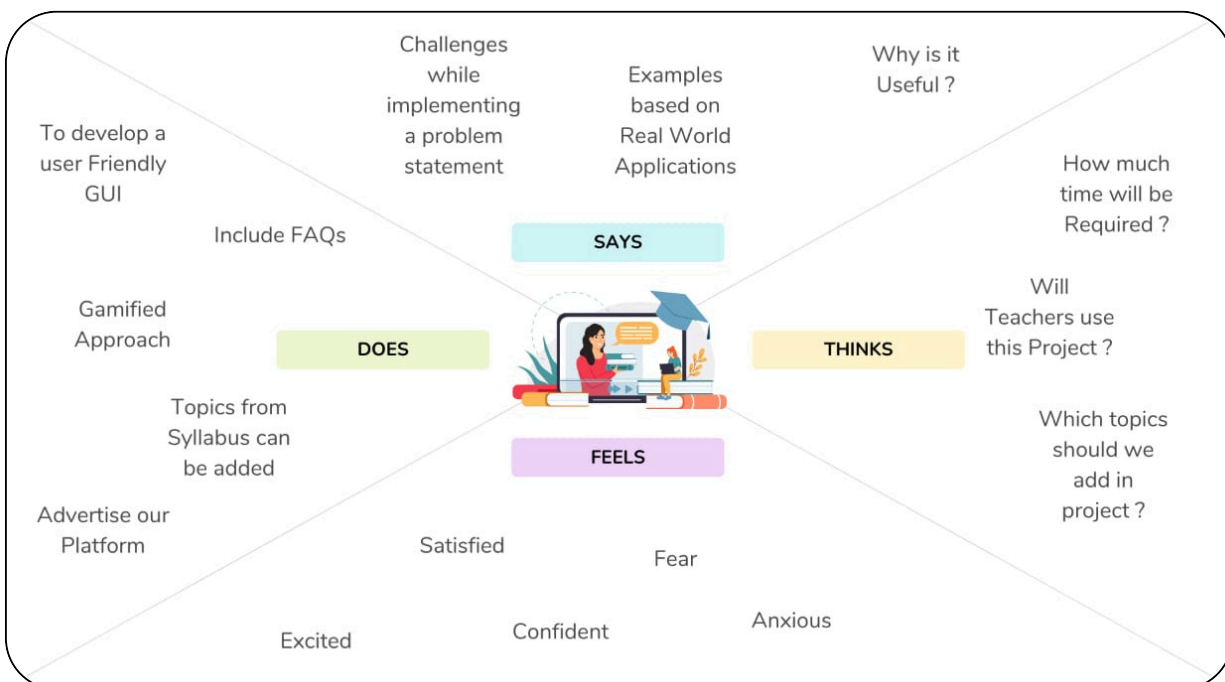 Challenges
while
implementing
a problem
statement
Examples
based on
Real World
Applications
Why is it
Useful ?
To develop a
user Friendly
GUI
Include FAQs
Gamified
Approach
Topics from
Syllabus can
be added
Advertise our
Platform
SAYS
DOES
THINKS
FEELS
How much
time will be
Required ?
Will
Teachers use
this Project ?
Which topics
should we
add in
project ?
Satisfied
Fear
Excited
Confident
Anxious